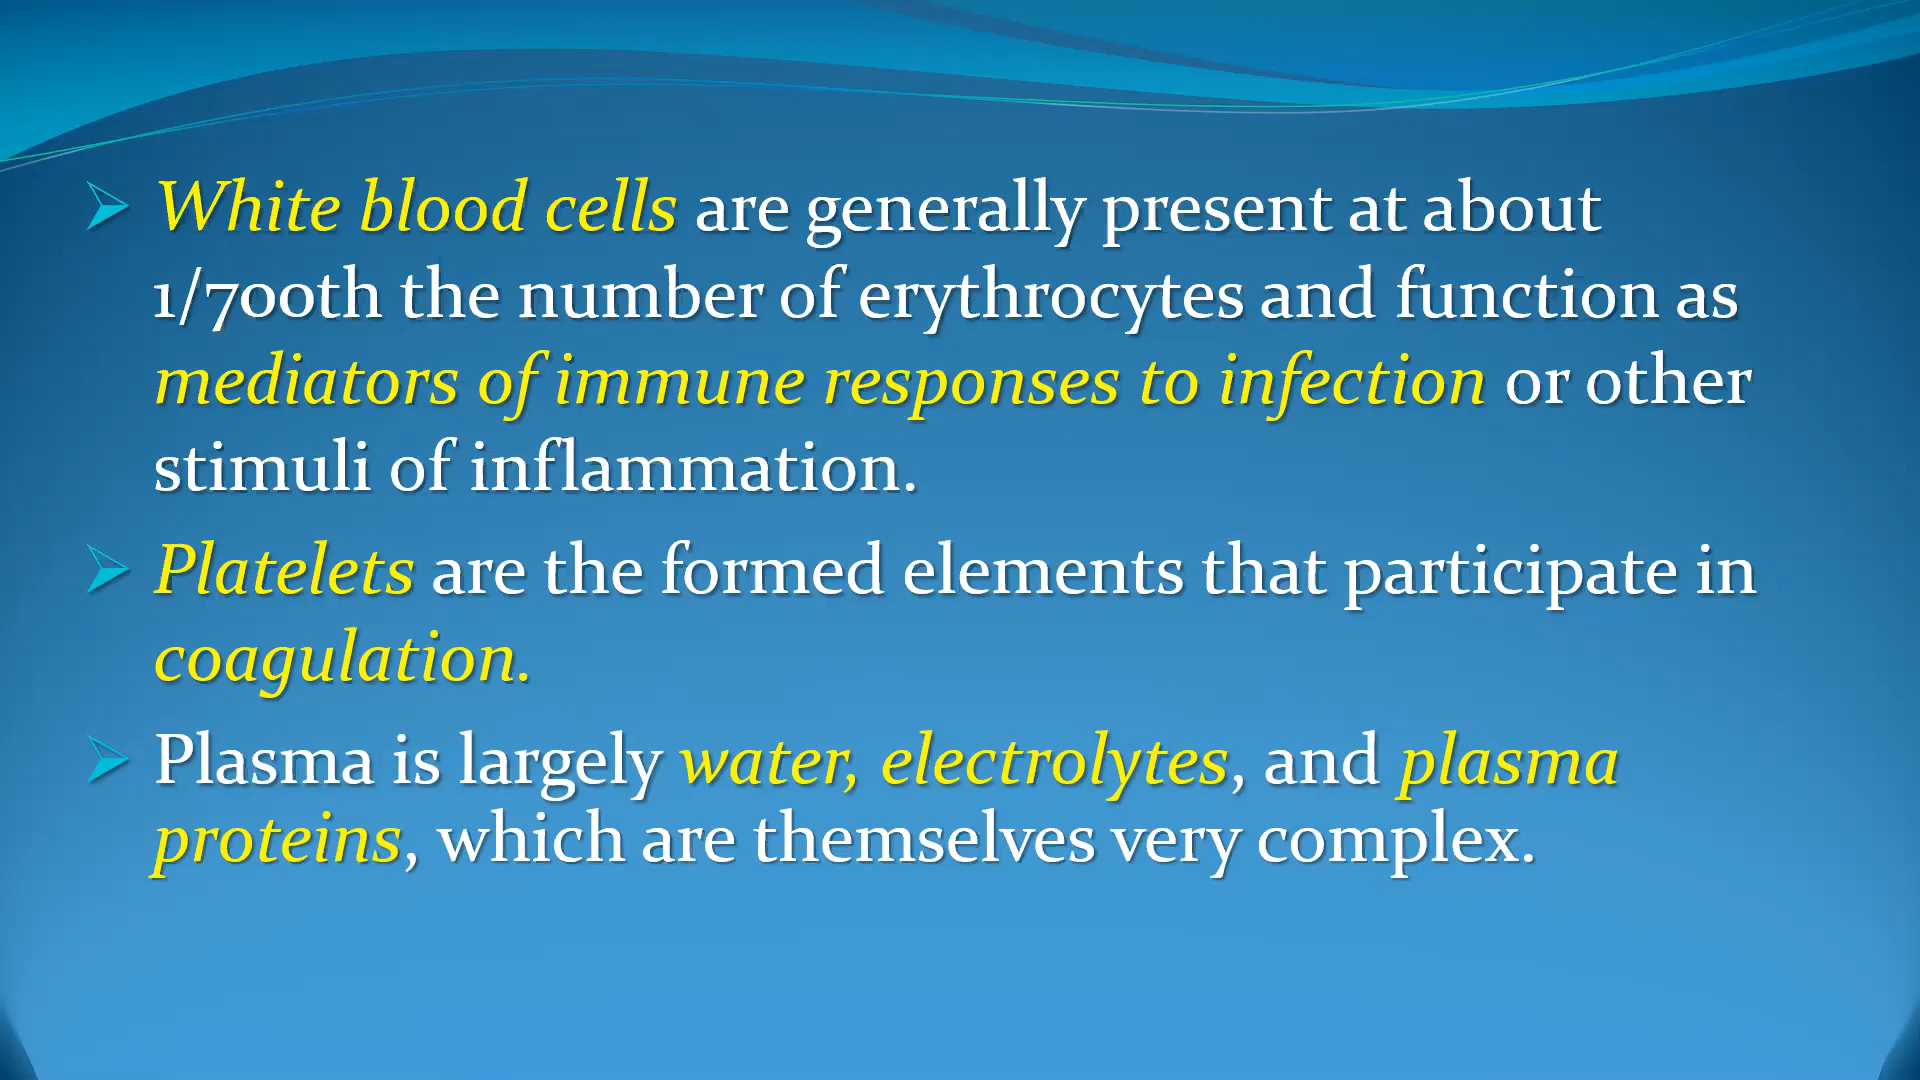 White blood cells are generally present at about
1/700th the number of erythrocytes and function as
mediators of immune responses to infection or other
stimuli of inflammation.
Platelets are the formed elements that participate in
coagulation.
Plasma is largely water, electrolytes, and plasma
proteins, which are themselves very complex.